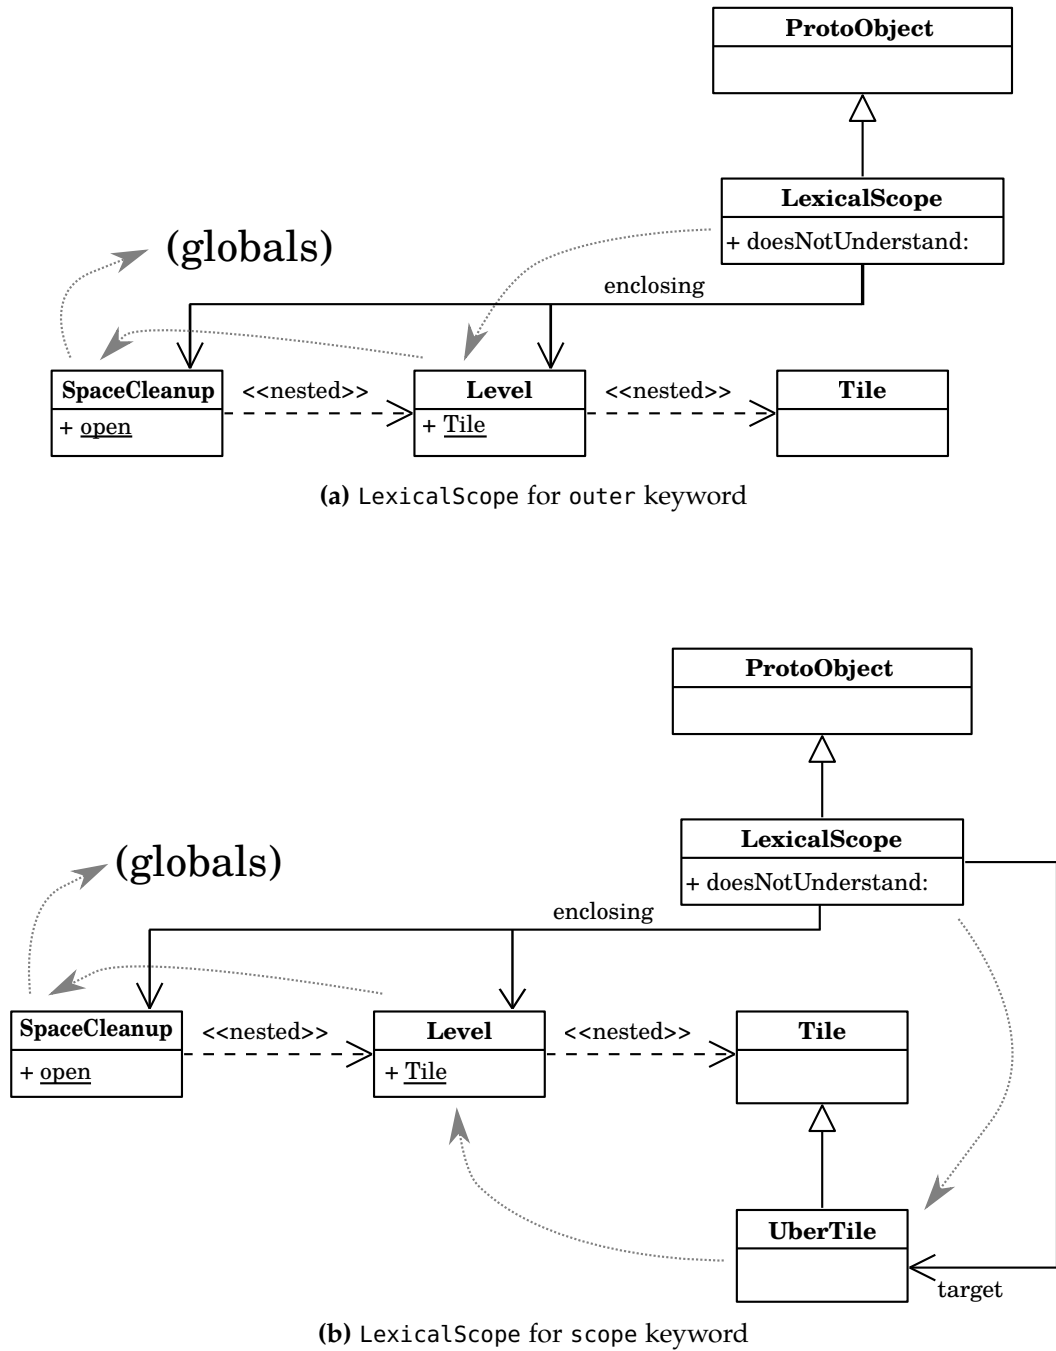 ProtoObject
LexicalScope
+ doesNotUnderstand:
(globals)
enclosing
SpaceCleanup
<<nested>>
Level
<<nested>>
Tile
+ open
+ Tile
(a) LexicalScope for outer keyword
ProtoObject
LexicalScope
+ doesNotUnderstand:
(globals)
enclosing
SpaceCleanup
<<nested>>
Level
<<nested>>
Tile
+ open
+ Tile
UberTile
target
(b) LexicalScope for scope keyword